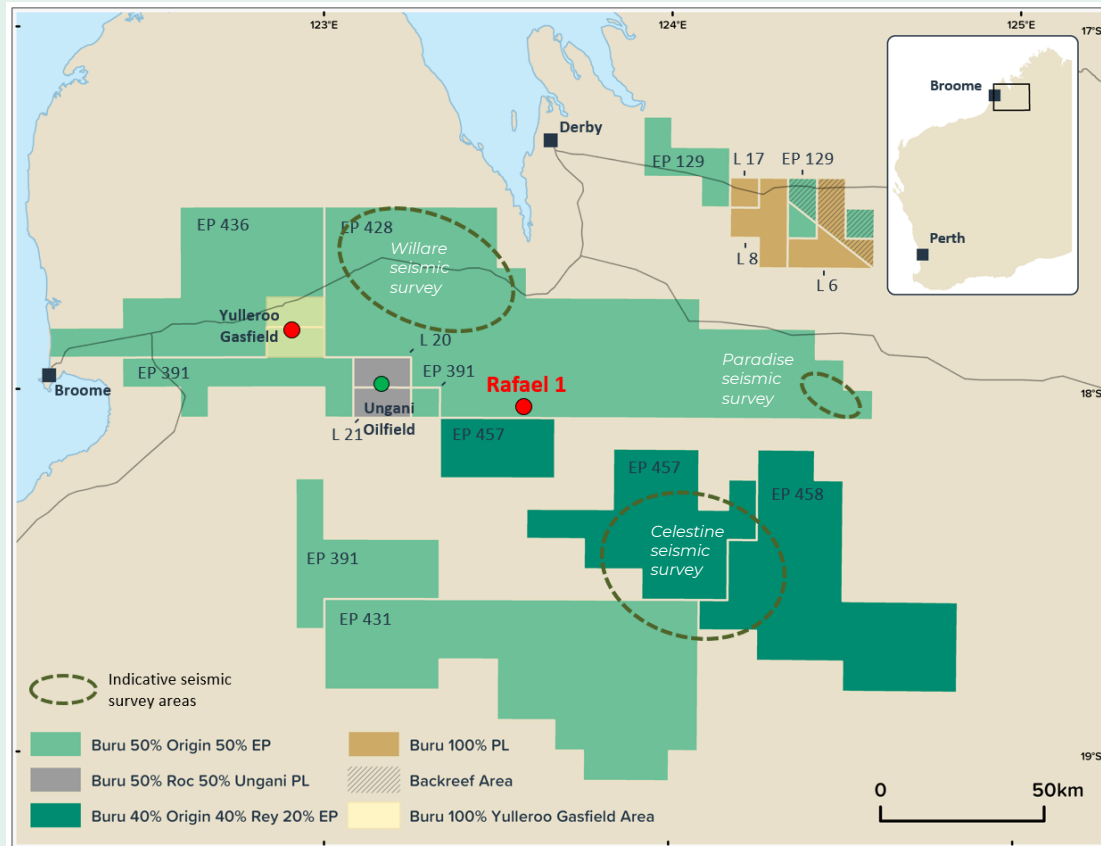 123°E
124°E
125°E
17°S
Broome
Perth
Derby
EP 129
L 17
EP 129
L 8
L 6
EP 436
EP 428
Willare
seismic
survey
Yulleroo
Gasfield
L 20
EP 391
EP 391
Broome
Rafael 1
Paradise
seismic
survey
18°S
Ungani
Oilfield
L 21
EP 457
EP 457
EP 458
Celestine
seismic
survey
EP 391
EP 431
Indicative seismic
survey areas
Buru 50% Origin 50% EP
Buru 50% Roc 50% Ungani PL
Buru 40% Origin 40% Rey 20% EP
Buru 100% PL
Backreef Area
Buru 100% Yulleroo Gasfield Area
19°S
0
50km